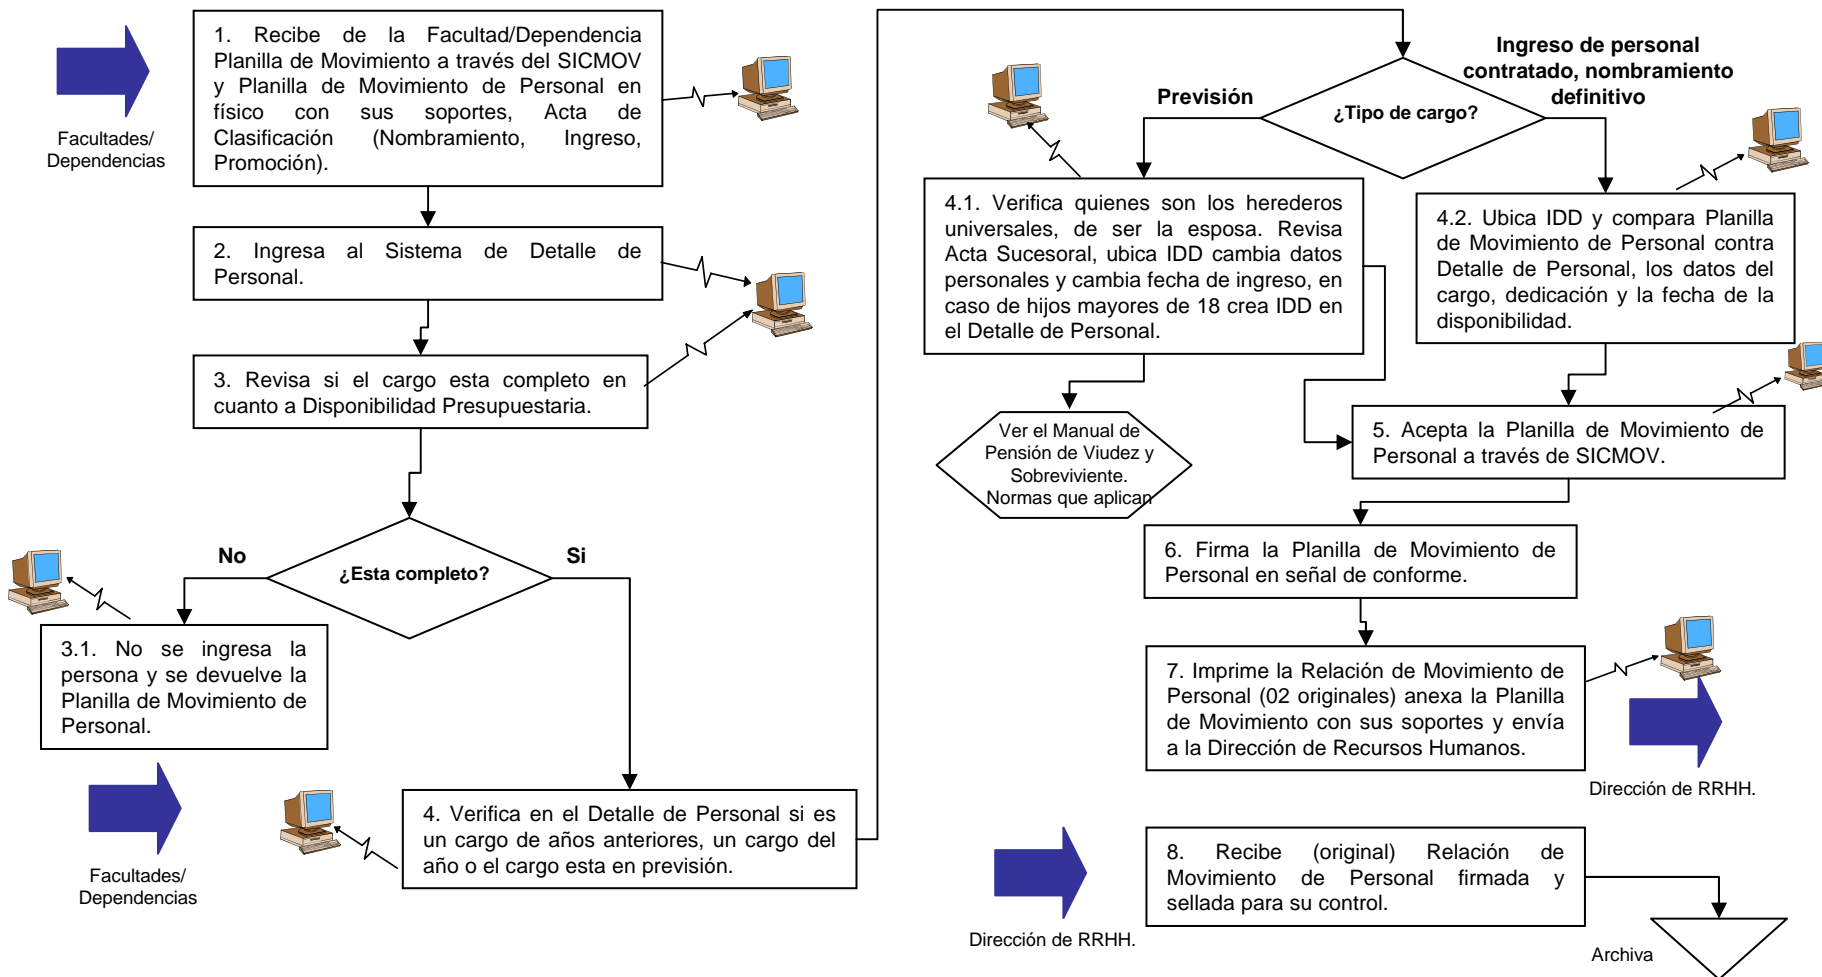 Facultades/
Dependencias
1. Recibe de la Facultad/Dependencia
Planilla de Movimiento a través del SICMOV
y Planilla de Movimiento de Personal en
físico con sus soportes, Acta de
Clasificación (Nombramiento, Ingreso,
Promoción).
2. Ingresa al Sistema de Detalle de
Personal.
3. Revisa si el cargo esta completo en
cuanto a Disponibilidad Presupuestaria.
¿Esta completo?
No
Si
3.1. No se ingresa la
persona y se devuelve la
Planilla de Movimiento de
Personal.
Facultades/
Dependencias
4. Verifica en el Detalle de Personal si es
un cargo de años anteriores, un cargo del
año o el cargo esta en previsión.
¿Tipo de cargo?
Previsión
Ingreso de personal
contratado, nombramiento
definitivo
4.1. Verifica quienes son los herederos
universales, de ser la esposa. Revisa
Acta Sucesoral, ubica IDD cambia datos
personales y cambia fecha de ingreso, en
caso de hijos mayores de 18 crea IDD en
el Detalle de Personal.
4.2. Ubica IDD y compara Planilla
de Movimiento de Personal contra
Detalle de Personal, los datos del
cargo, dedicación y la fecha de la
disponibilidad.
Ver el Manual de
Pensión de Viudez y
Sobreviviente.
Normas que aplican
5. Acepta la Planilla de Movimiento de
Personal a través de SICMOV.
6. Firma la Planilla de Movimiento de
Personal en señal de conforme.
7. Imprime la Relación de Movimiento de
Personal (02 originales) anexa la Planilla
de Movimiento con sus soportes y envía
a la Dirección de Recursos Humanos.
Dirección de RRHH.
Dirección de RRHH.
8. Recibe (original) Relación de
Movimiento de Personal firmada y
sellada para su control.
Archiva